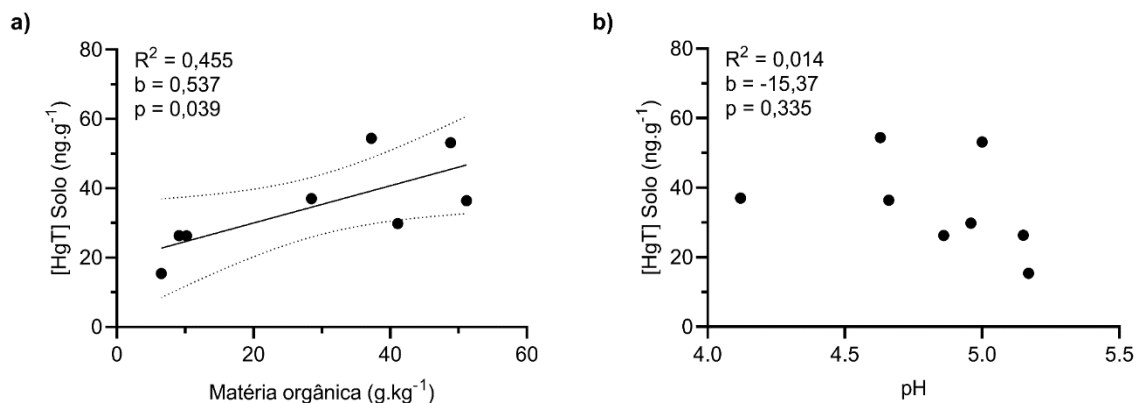 a)
R² = 0,455
b = 0,537
p = 0,039
[HgT] Solo (ng.g⁻¹)
80
60
40
20
0
0 20 40 60
Matéria orgânica (g.kg⁻¹)
b)
R² = 0,014
b = -15,37
p = 0,335
[HgT] Solo (ng.g⁻¹)
80
60
40
20
0
4.0 4.5 5.0 5.5
pH